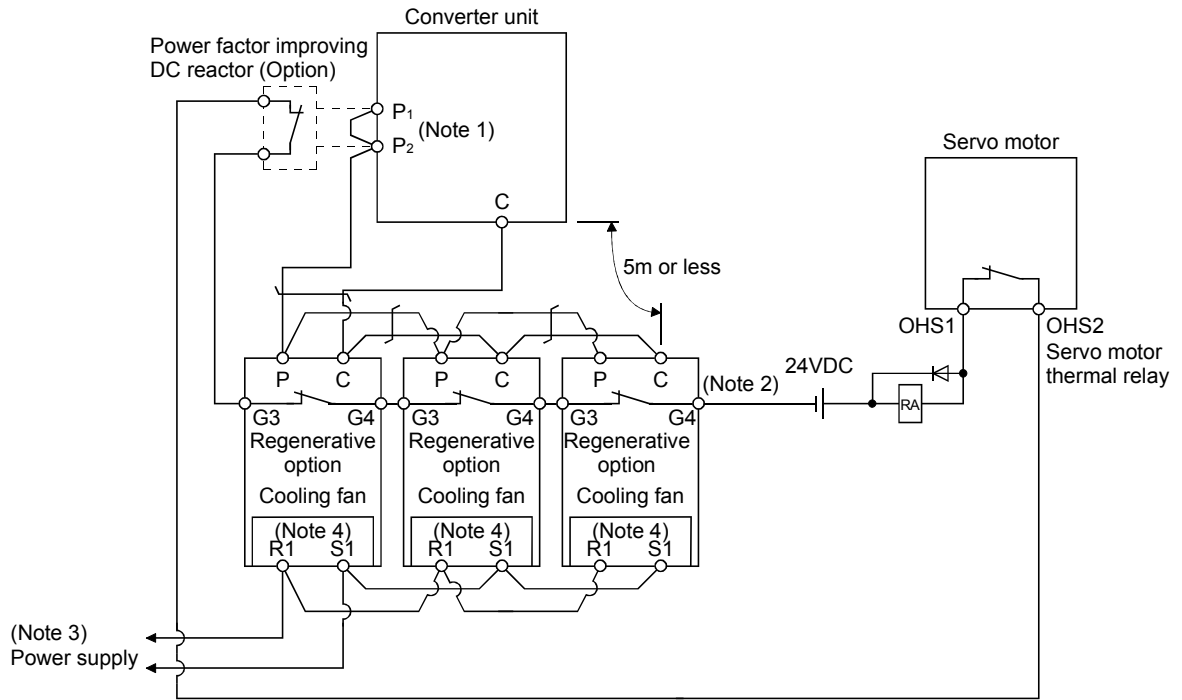 Converter unit
Power factor improving
DC reactor (Option)
P1
(Note 1)
P2
C
Servo motor
5m or less
OHS1
OHS2
Servo motor
thermal relay
24VDC
(Note 2)
RA
P
C
P
C
P
C
G3
G4
G3
G4
G3
G4
Regenerative
option
Regenerative
option
Regenerative
option
Cooling fan
Cooling fan
Cooling fan
(Note 4)
(Note 4)
(Note 4)
R1
S1
R1
S1
R1
S1
(Note 3)
Power supply